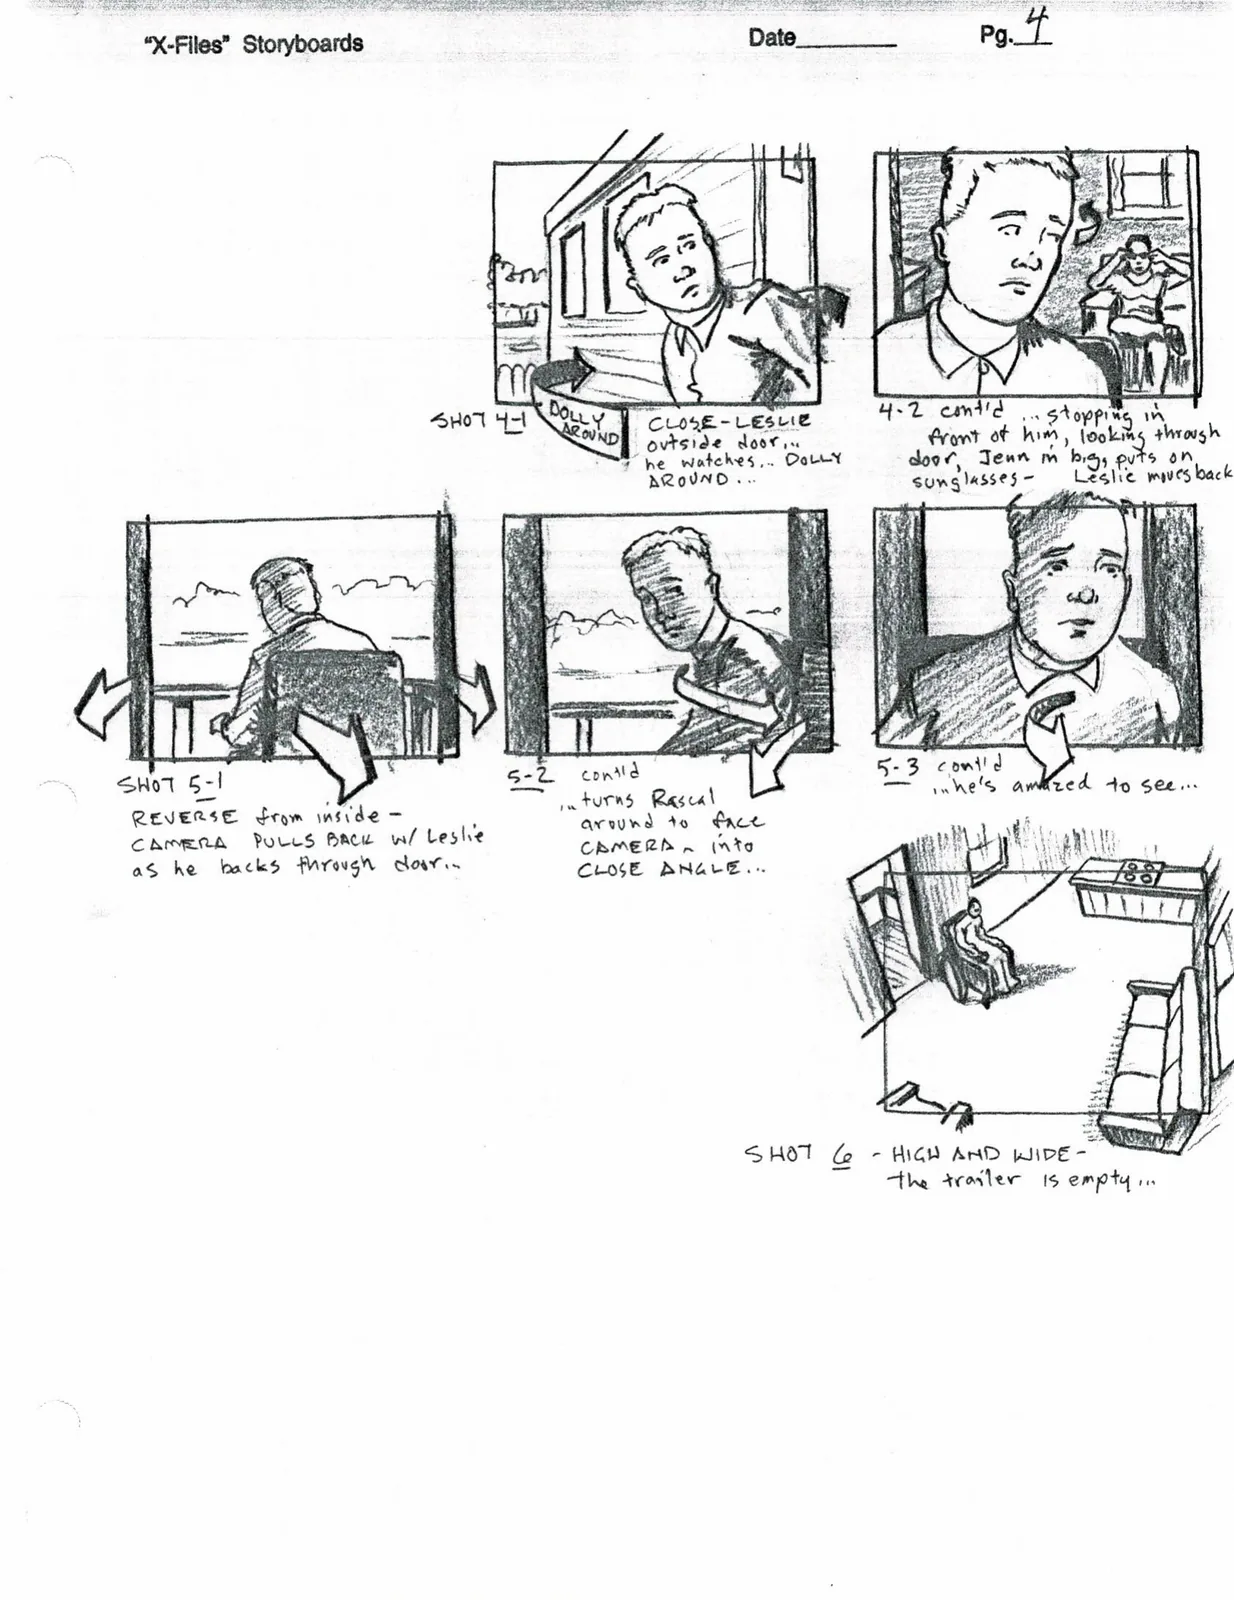 "X-Files" Storyboards
Date
Pg. 4
SHOT 4-1
DOLLY
AROUND
CLOSE - LESLIE
outside door...
he watches... DOLLY
AROUND...
4-2 cont'd ...stopping in
front of him, looking through
door, Jenn in b.g. puts on
sunglasses - Leslie moves back
SHOT 5-1
REVERSE from inside -
CAMERA PULLS BACK w/ Leslie
as he backs through door...
5-2 cont'd
...turns Rascal
around to face
CAMERA - into
CLOSE ANGLE...
5-3 cont'd
...he's amazed to see...
SHOT 6 - HIGH AND WIDE -
the trailer is empty...